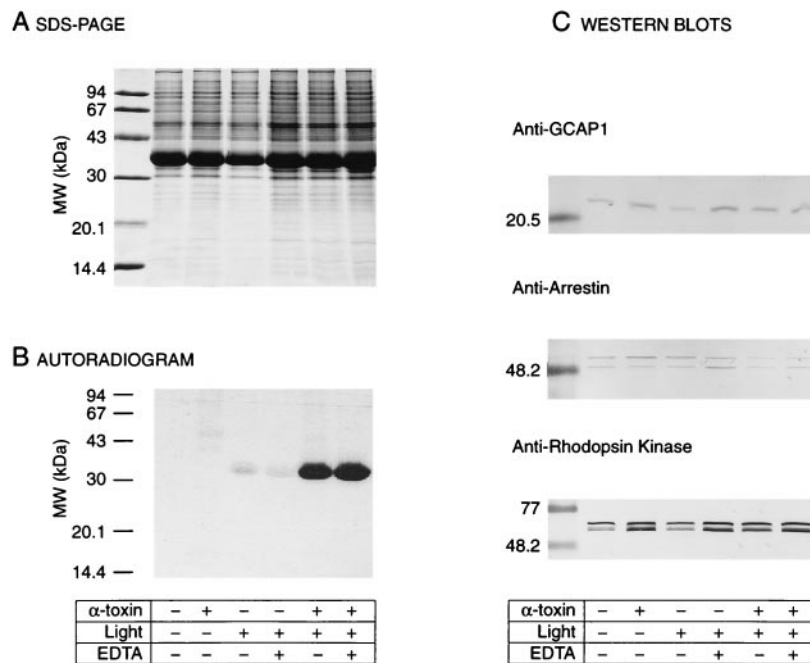 A SDS-PAGE
MW (kDa)
94
67
43
30
20.1
14.4
B AUTORADIOGRAM
MW (kDa)
94
67
43
30
20.1
14.4
α-toxin – + – – + +
Light – – + + + +
EDTA – – – + – +
C WESTERN BLOTS
Anti-GCAP1
20.5
Anti-Arrestin
48.2
Anti-Rhodopsin Kinase
77
48.2
α-toxin – + – – + +
Light – – + + + +
EDTA – – – + – +